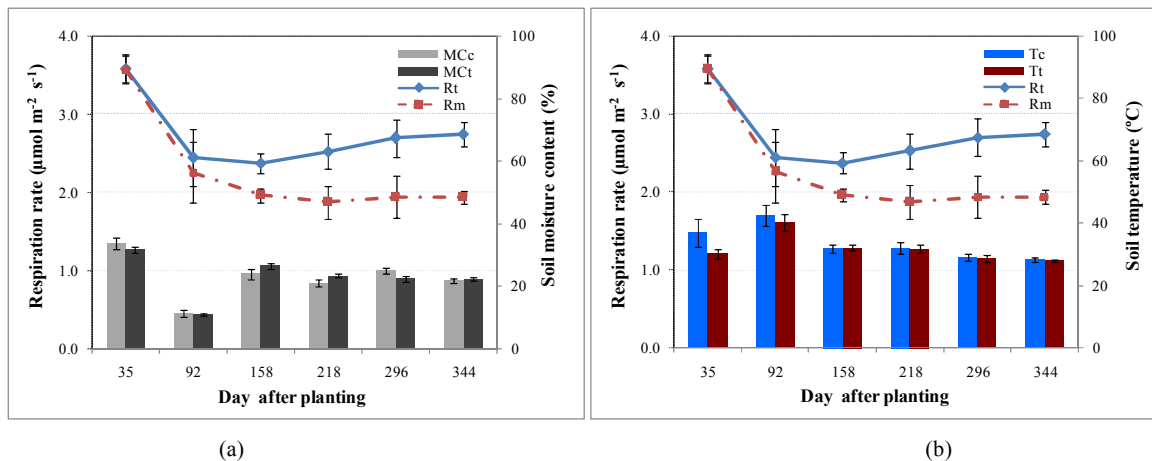 4.0
3.0
2.0
1.0
0.0
Respiration rate (µmol m⁻² s⁻¹)
MCc
MCt
Rt
Rm
100
80
60
40
20
0
Soil moisture content (%)
35 92 158 218 296 344
Day after planting
(a)
4.0
3.0
2.0
1.0
0.0
Respiration rate (µmol m⁻² s⁻¹)
Tc
Tt
Rt
Rm
100
80
60
40
20
0
Soil temperature (ºC)
35 92 158 218 296 344
Day after planting
(b)